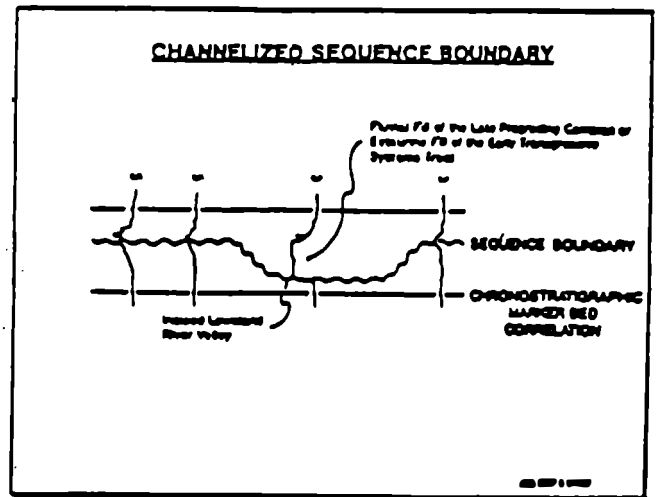 CHANNELIZED SEQUENCE BOUNDARY
Fluvial Fill of the Late Prograding Complex or
Estuarine Fill of the Early Transgressive
Systems Tract
SEQUENCE BOUNDARY
CHRONOSTRATIGRAPHIC
MARKER BED
CORRELATION
Incised Lowstand
River Valley